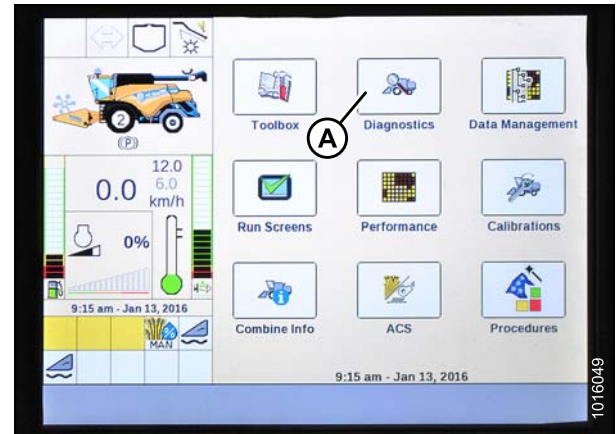 2
(P)
12.0
6.0
0.0
km/h
0%
9:15 am - Jan 13, 2016
MAN
Toolbox
Diagnostics
Data Management
A
Run Screens
Performance
Calibrations
Combine Info
ACS
Procedures
9:15 am - Jan 13, 2016
1016049